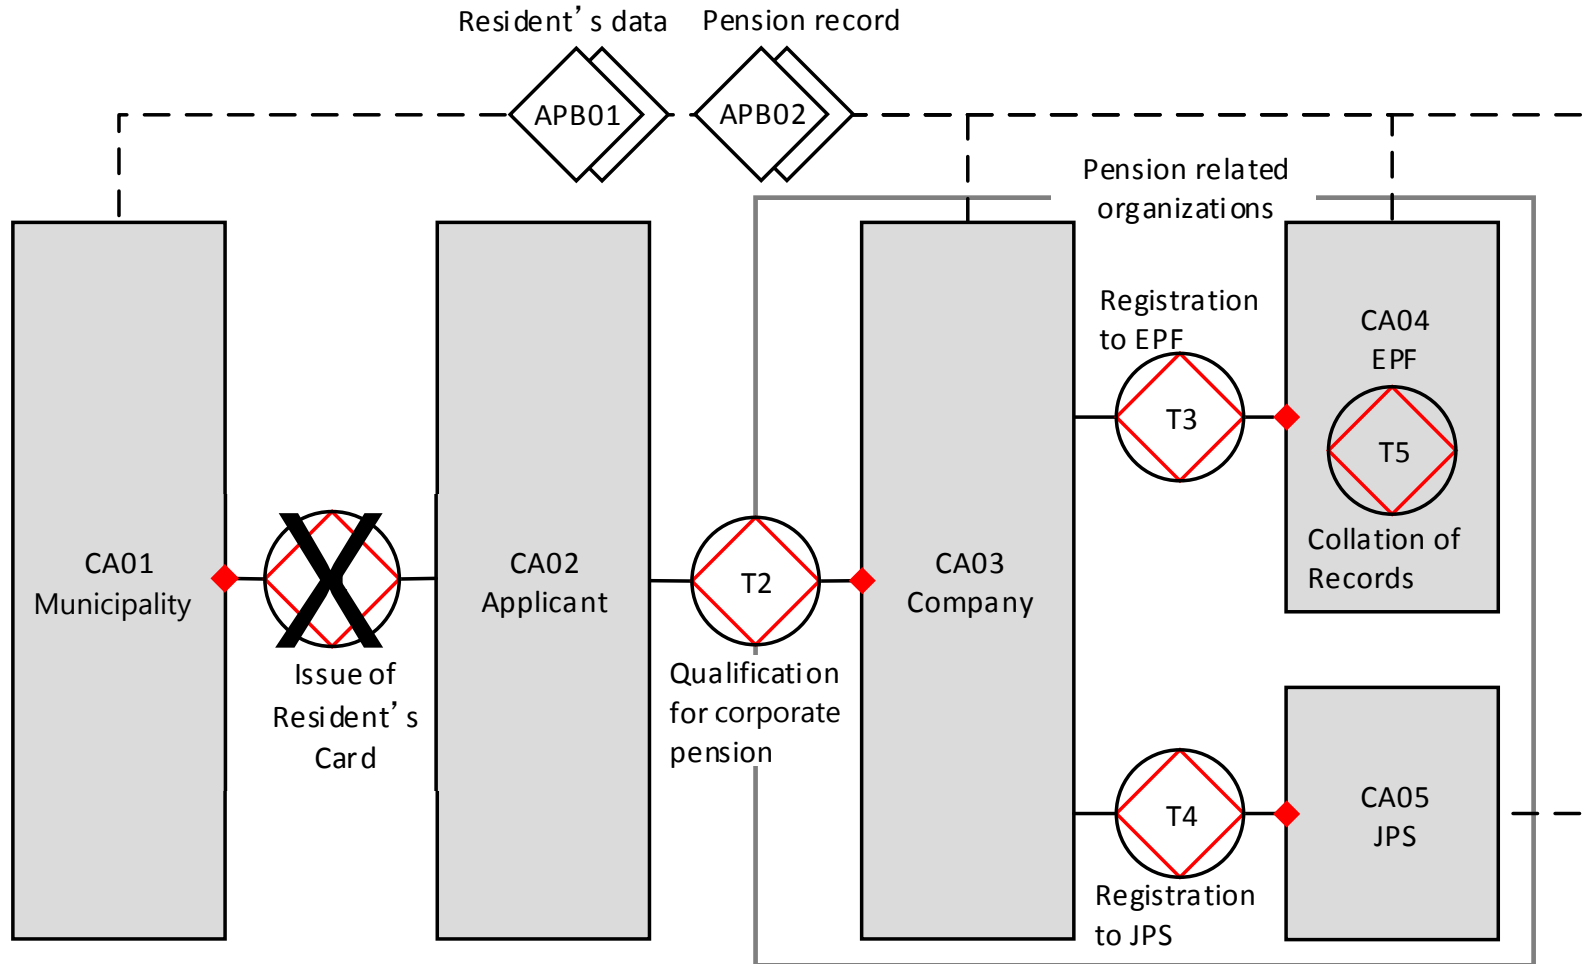 Resident’s data
Pension record
APB01
APB02
Pension related
organizations
Registration
to EPF
CA04
EPF
T3
T5
Collation of
Records
CA01
Municipality
CA02
Applicant
T2
CA03
Company
Issue of
Resident’s
Card
Qualification
for corporate
pension
T4
CA05
JPS
Registration
to JPS